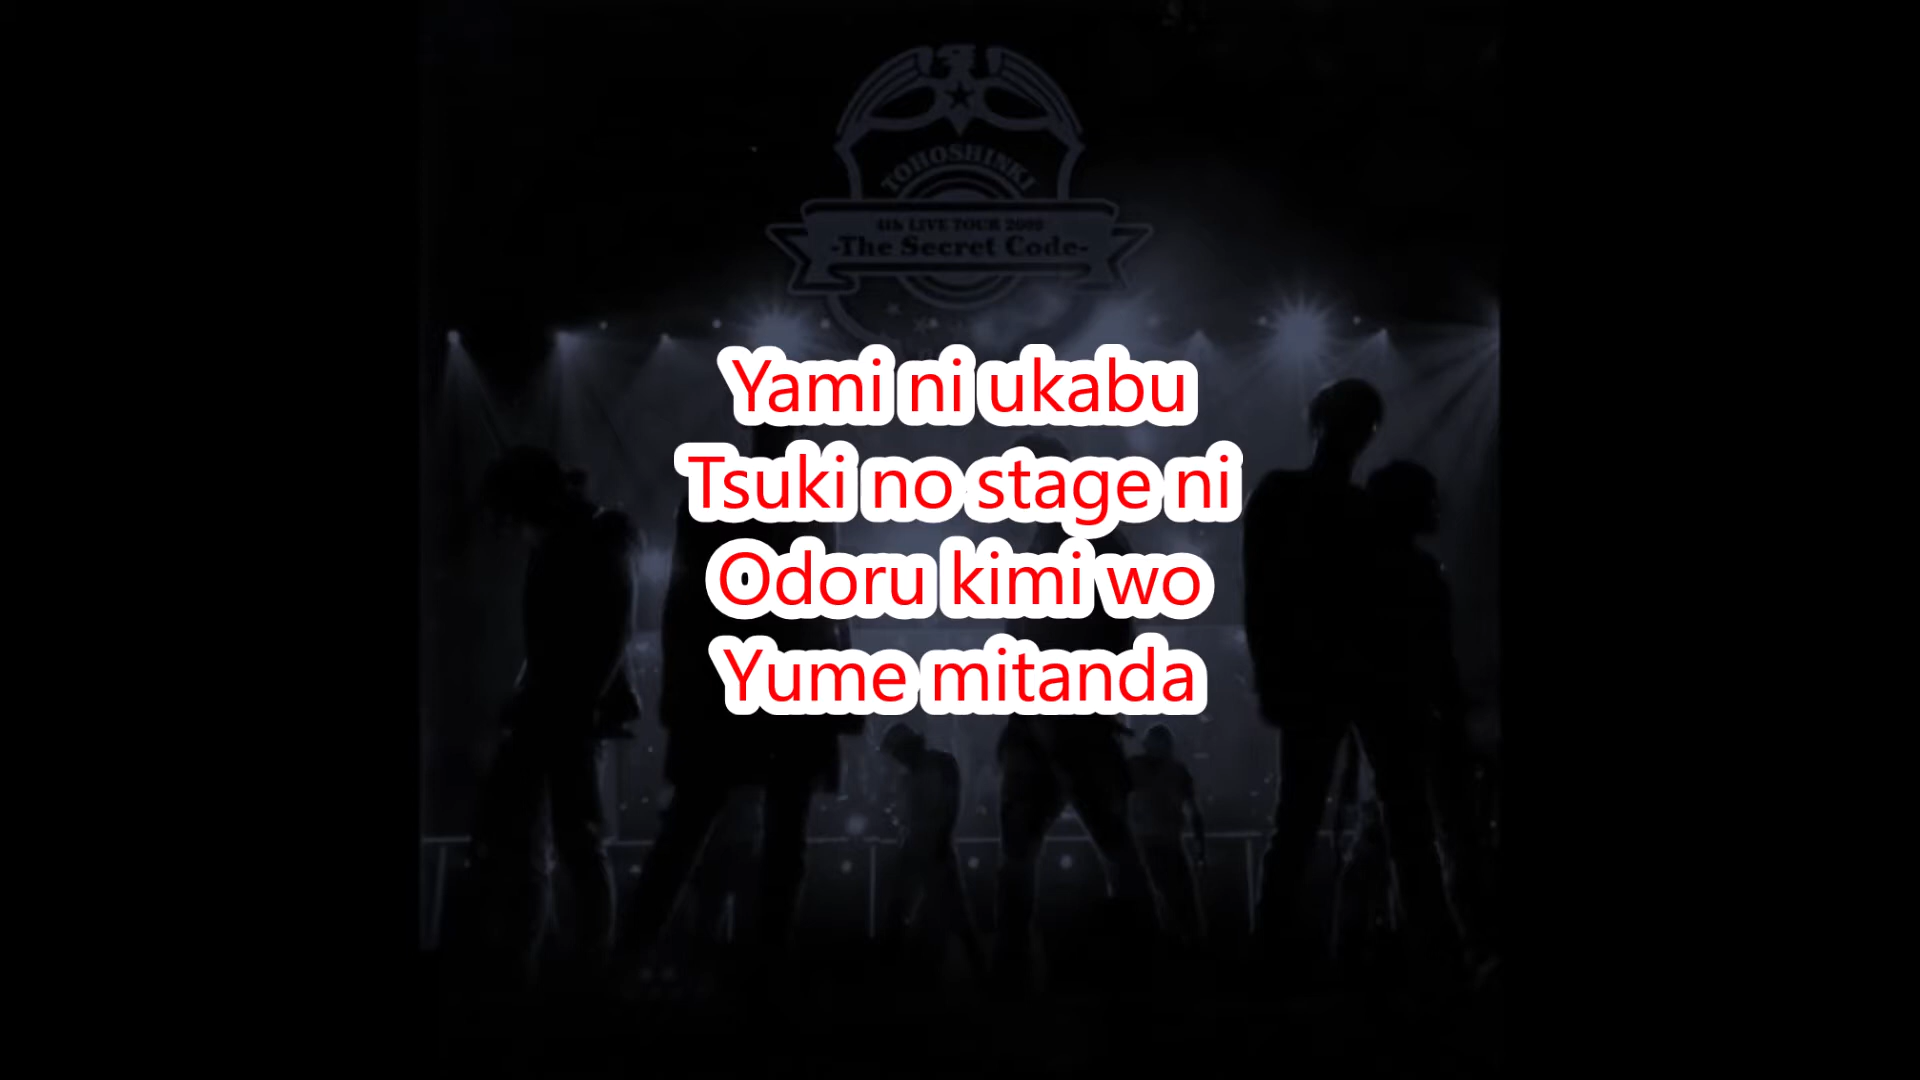 TOHOSHINKI
4th LIVE TOUR 2009
-The Secret Code-
Yami ni ukabu
Tsuki no stage ni
Odoru kimi wo
Yume mitanda